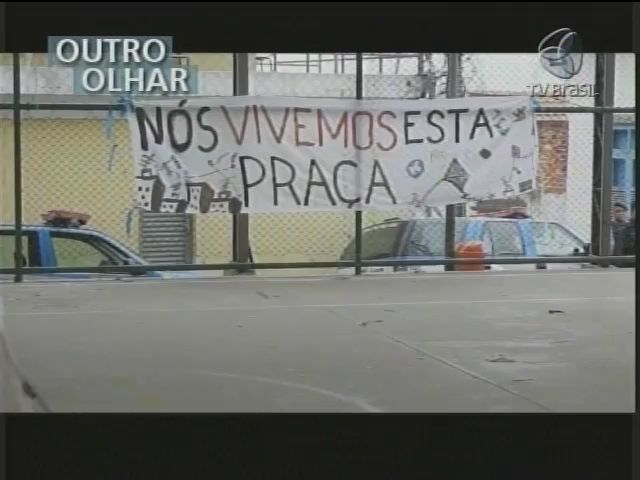 OUTRO
OLHAR
TV BRASIL
NÓS VIVEMOS ESTA
PRAÇA